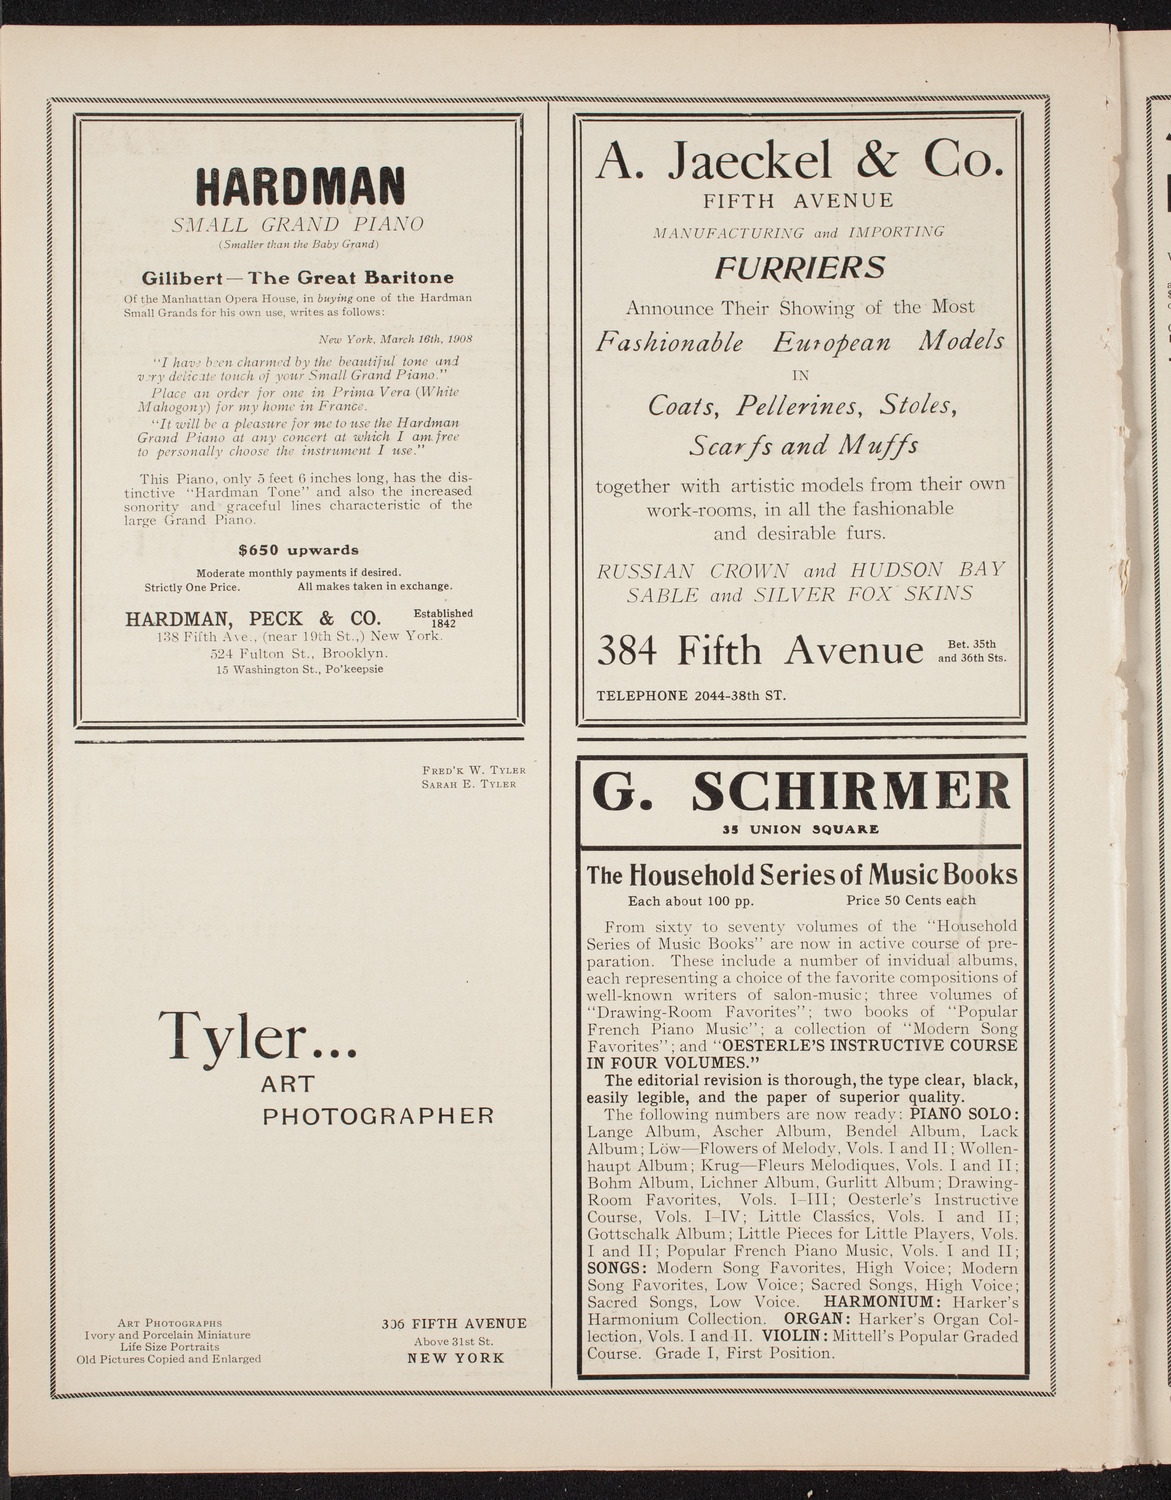 HARDMAN
SMALL GRAND PIANO
(Smaller than the Baby Grand)
Gilibert—The Great Baritone
Of the Manhattan Opera House, in buying one of the Hardman
Small Grands for his own use, writes as follows:
New York, March 16th, 1908
"I have been charmed by the beautiful tone and
very delicate touch of your Small Grand Piano."
Place an order for one in Prima Vera (White
Mahogony) for my home in France.
"It will be a pleasure for me to use the Hardman
Grand Piano at any concert at which I am free
to personally choose the instrument I use."
This Piano, only 5 feet 6 inches long, has the dis-
tinctive "Hardman Tone" and also the increased
sonority and graceful lines characteristic of the
large Grand Piano.
$650 upwards
Moderate monthly payments if desired.
Strictly One Price. All makes taken in exchange.
HARDMAN, PECK & CO. Established
1842
138 Fifth Ave., (near 19th St.,) New York.
524 Fulton St., Brooklyn.
15 Washington St., Po'keepsie
FRED'K W. TYLER
SARAH E. TYLER
Tyler...
ART
PHOTOGRAPHER
ART PHOTOGRAPHS
Ivory and Porcelain Miniature
Life Size Portraits
Old Pictures Copied and Enlarged
306 FIFTH AVENUE
Above 31st St.
NEW YORK
A. Jaeckel & Co.
FIFTH AVENUE
MANUFACTURING and IMPORTING
FURRIERS
Announce Their Showing of the Most
Fashionable European Models
IN
Coats, Pellerines, Stoles,
Scarfs and Muffs
together with artistic models from their own
work-rooms, in all the fashionable
and desirable furs.
RUSSIAN CROWN and HUDSON BAY
SABLE and SILVER FOX SKINS
384 Fifth Avenue Bet. 35th
and 36th Sts.
TELEPHONE 2044-38th ST.
G. SCHIRMER
35 UNION SQUARE
The Household Series of Music Books
Each about 100 pp. Price 50 Cents each
From sixty to seventy volumes of the "Household
Series of Music Books" are now in active course of pre-
paration. These include a number of invidual albums,
each representing a choice of the favorite compositions of
well-known writers of salon-music; three volumes of
"Drawing-Room Favorites"; two books of "Popular
French Piano Music"; a collection of "Modern Song
Favorites"; and "OESTERLE'S INSTRUCTIVE COURSE
IN FOUR VOLUMES."
The editorial revision is thorough, the type clear, black,
easily legible, and the paper of superior quality.
The following numbers are now ready: PIANO SOLO:
Lange Album, Ascher Album, Bendel Album, Lack
Album; Löw—Flowers of Melody, Vols. I and II; Wollen-
haupt Album; Krug—Fleurs Melodiques, Vols. I and II;
Bohm Album, Lichner Album, Gurlitt Album; Drawing-
Room Favorites, Vols. I-III; Oesterle's Instructive
Course, Vols. I-IV; Little Classics, Vols. I and II;
Gottschalk Album; Little Pieces for Little Players, Vols.
I and II; Popular French Piano Music, Vols. I and II;
SONGS: Modern Song Favorites, High Voice; Modern
Song Favorites, Low Voice; Sacred Songs, High Voice;
Sacred Songs, Low Voice. HARMONIUM: Harker's
Harmonium Collection. ORGAN: Harker's Organ Col-
lection, Vols. I and II. VIOLIN: Mittell's Popular Graded
Course. Grade I, First Position.